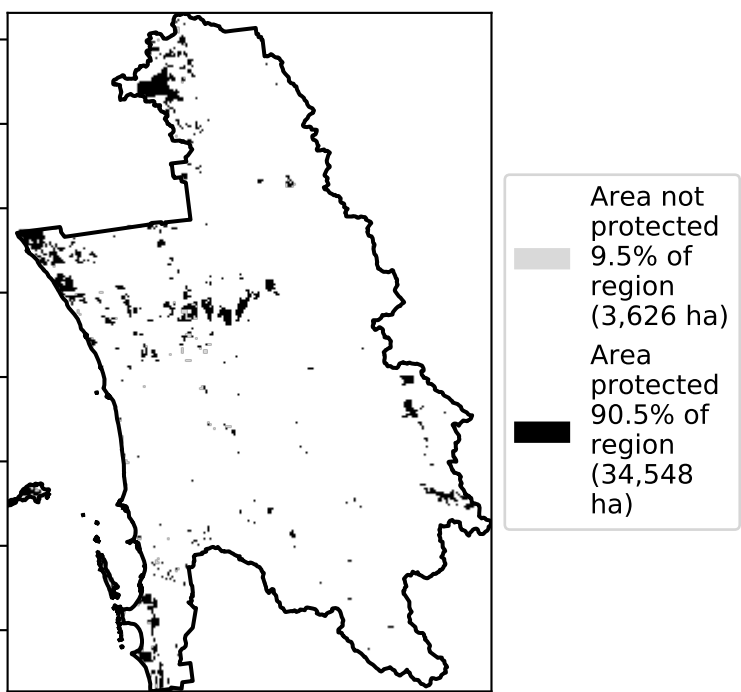 Area not
protected
9.5% of
region
(3,626 ha)
Area
protected
90.5% of
region
(34,548
ha)